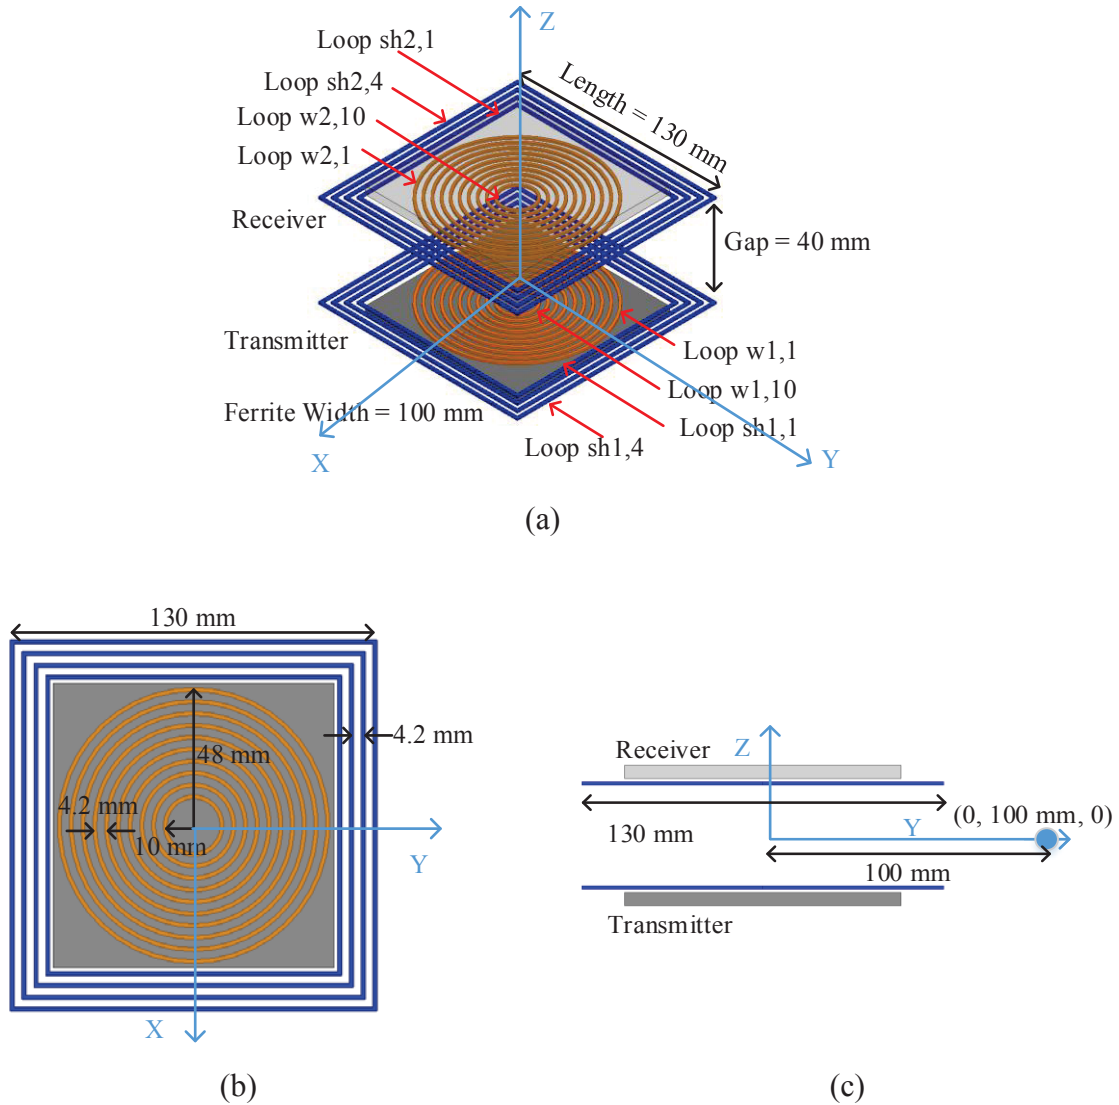 Z
Loop sh2,1
Loop sh2,4
Length = 130 mm
Loop w2,10
Loop w2,1
Receiver
Gap = 40 mm
Transmitter
Loop w1,1
Loop w1,10
Ferrite Width = 100 mm
Loop sh1,1
Loop sh1,4
X
Y
(a)
130 mm
4.2 mm
48 mm
4.2 mm
10 mm
Y
X
(b)
Receiver
Z
(0, 100 mm, 0)
130 mm
Y
100 mm
Transmitter
(c)